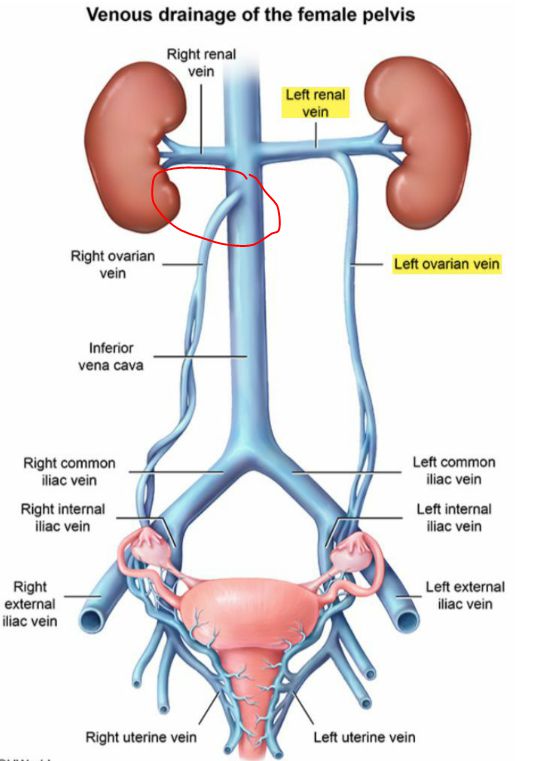 Venous drainage of the female pelvis
Right renal
vein
Left renal
vein
Right ovarian
vein
Left ovarian vein
Inferior
vena cava
Right common
iliac vein
Left common
iliac vein
Right internal
iliac vein
Left internal
iliac vein
Right
external
iliac vein
Left external
iliac vein
Right uterine vein
Left uterine vein